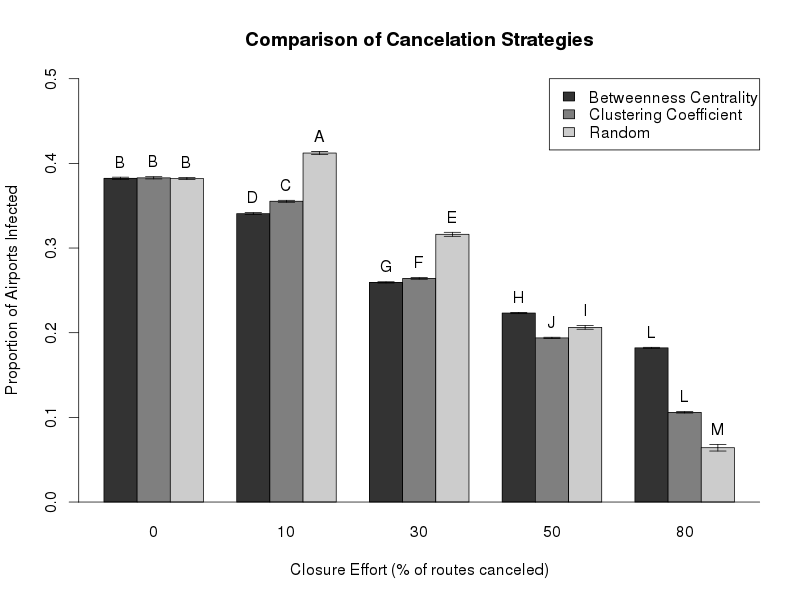 Comparison of Cancelation Strategies
Betweenness Centrality
Clustering Coefficient
Random
Proportion of Airports Infected
0.5
0.4
0.3
0.2
0.1
0.0
B B B
D C A
G F E
H J I
L L M
0 10 30 50 80
Closure Effort (% of routes canceled)